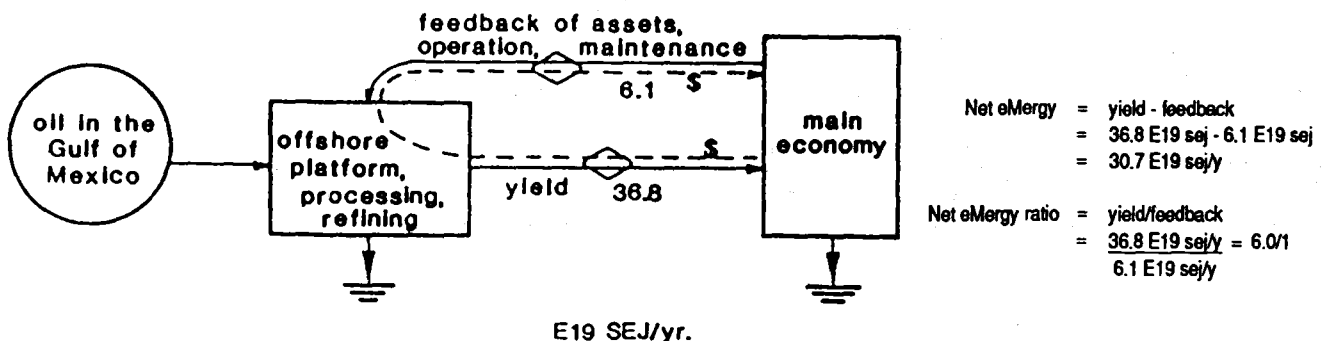 feedback of assets,
operation, maintenance
6.1 $
oil in the
Gulf of
Mexico
offshore
platform,
processing,
refining
$
yield 36.8
main
economy
E19 SEJ/yr.
Net eMergy = yield - feedback
= 36.8 E19 sej - 6.1 E19 sej
= 30.7 E19 sej/y
Net eMergy ratio = yield/feedback
= 36.8 E19 sej/y = 6.0/1
6.1 E19 sej/y